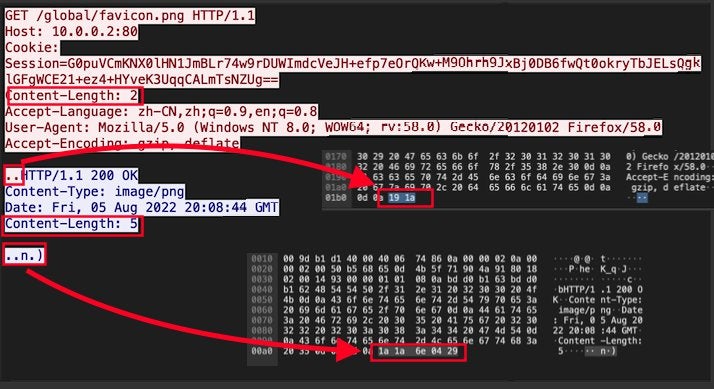 GET /global/favicon.png HTTP/1.1
Host: 10.0.0.2:80
Cookie:
Session=G0puVCmKNX0lHN1JmBLr74w9rDUWImdcVeJH+efp7eOrQKw+M9Ohrh9JxBj0DB6fwQt0okryTbJELsQgk
lGFgWCE21+ez4+HYveK3UqqCALmTsNZUg==
Content-Length: 2
Accept-Language: zh-CN,zh;q=0.9,en;q=0.8
User-Agent: Mozilla/5.0 (Windows NT 8.0; WOW64; rv:58.0) Gecko/20120102 Firefox/58.0
Accept-Encoding: gzip, deflate
..HTTP/1.1 200 OK
Content-Type: image/png
Date: Fri, 05 Aug 2022 20:08:44 GMT
Content-Length: 5
..n.)
0170 30 29 20 47 65 63 6b 6f 2f 32 30 31 32 30 31 30 0) Gecko /2012010
0180 32 20 46 69 72 65 66 6f 78 2f 35 38 2e 30 0d 0a 2 Firefo x/58.0··
63 63 65 70 74 2d 45 6e 63 6f 64 69 6e 67 3a Accept-E ncoding:
01a0 20 67 7a 69 70 2c 20 64 65 66 6c 61 74 65 0d 0a gzip, d eflate··
01b0 0d 0a 19 1a ····
0010 00 9d b1 d1 40 00 40 06 74 86 0a 00 00 02 0a 00 ····@·@· t·······
0020 00 02 00 50 b5 68 65 0d 4b 5f 71 90 4a 91 80 18 ···P·he· K_q·J···
0030 02 00 14 93 00 00 01 01 08 0a bd d0 b1 63 bd d0 ········ ·····c··
0040 b1 62 48 54 54 50 2f 31 2e 31 20 32 30 30 20 4f ·bHTTP/1 .1 200 O
0050 4b 0d 0a 43 6f 6e 74 65 6e 74 2d 54 79 70 65 3a K··Conte nt-Type:
0060 20 69 6d 61 67 65 2f 70 6e 67 0d 0a 44 61 74 65 image/p ng··Date
0070 3a 20 46 72 69 2c 20 30 35 20 41 75 67 20 32 30 : Fri, 0 5 Aug 20
0080 32 32 20 32 30 3a 30 38 3a 34 34 20 47 4d 54 0d 22 20:08 :44 GMT·
0a 43 6f 6e 74 65 6e 74 2d 4c 65 6e 67 74 68 3a ·Content -Length:
00a0 20 35 0d 0a 1a 1a 6e 04 29 5······· n·)